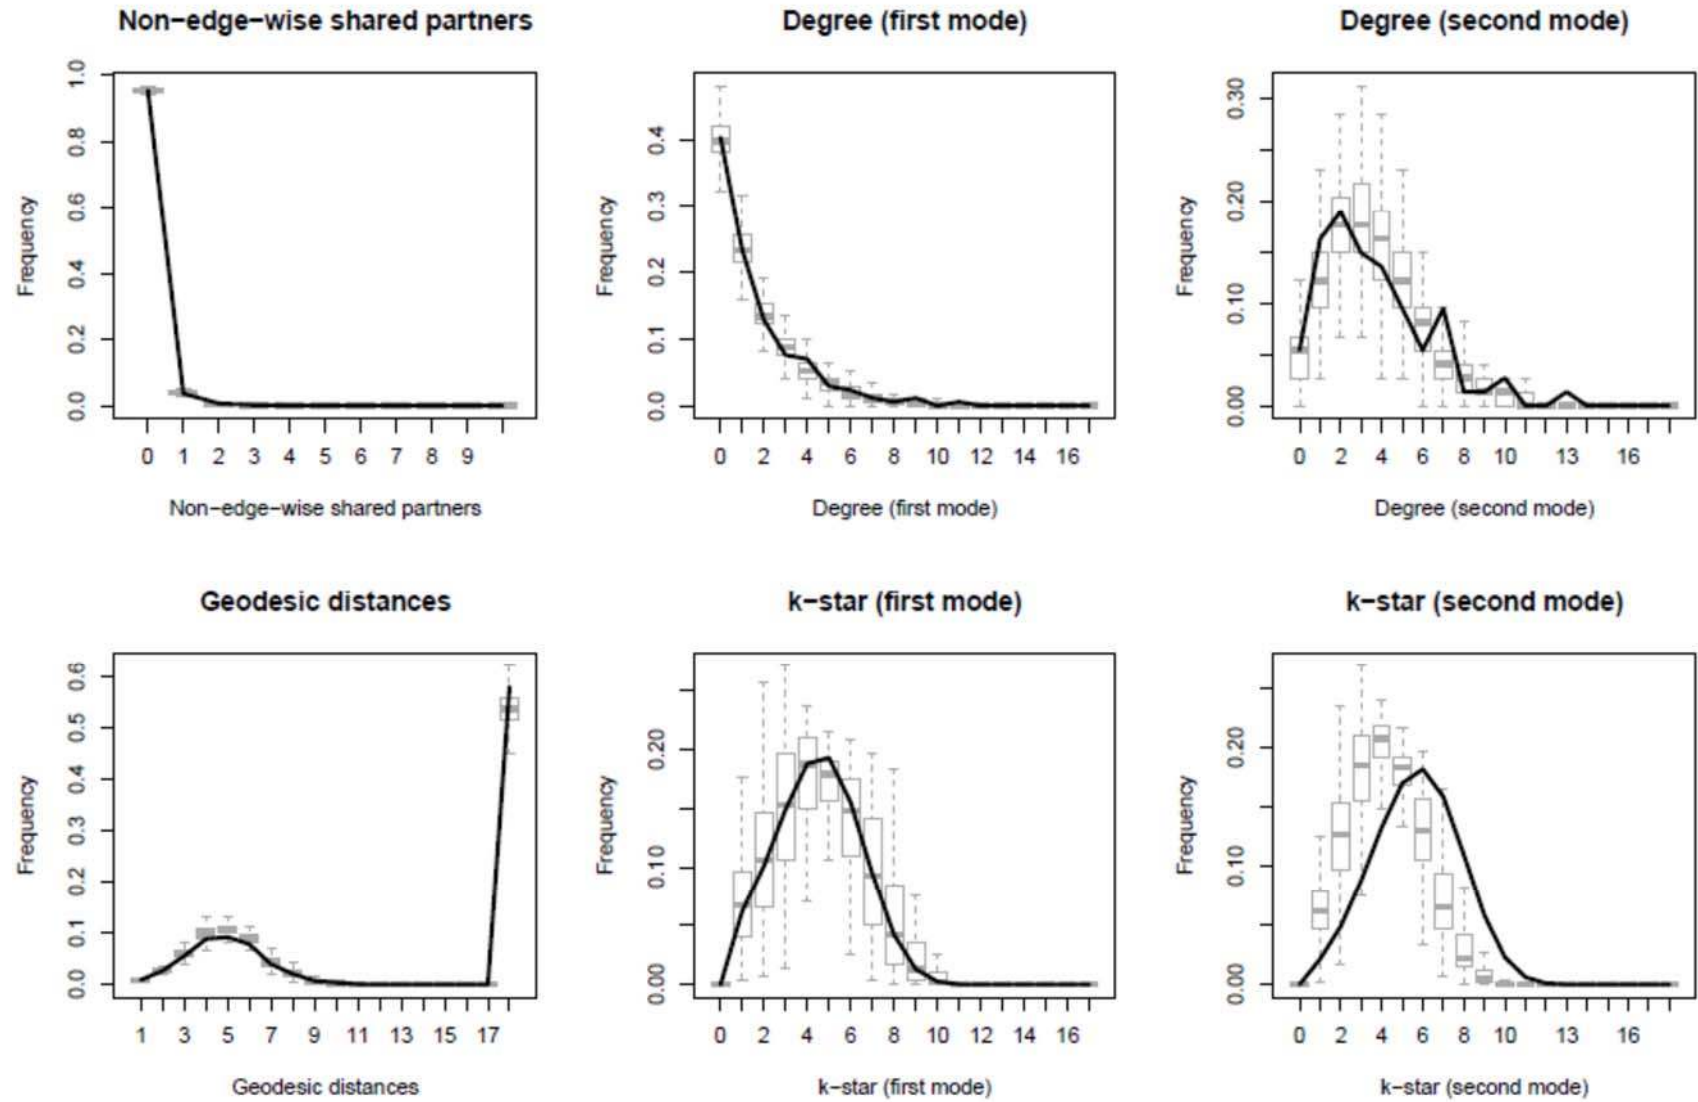 Non-edge-wise shared partners
Frequency
0.0 0.2 0.4 0.6 0.8 1.0
0 1 2 3 4 5 6 7 8 9
Non-edge-wise shared partners
Degree (first mode)
Frequency
0.0 0.1 0.2 0.3 0.4
0 2 4 6 8 10 12 14 16
Degree (first mode)
Degree (second mode)
Frequency
0.00 0.10 0.20 0.30
0 2 4 6 8 10 13 16
Degree (second mode)
Geodesic distances
Frequency
0.0 0.1 0.2 0.3 0.4 0.5 0.6
1 3 5 7 9 11 13 15 17
Geodesic distances
k-star (first mode)
Frequency
0.00 0.10 0.20
0 2 4 6 8 10 12 14 16
k-star (first mode)
k-star (second mode)
Frequency
0.00 0.10 0.20
0 2 4 6 8 10 13 16
k-star (second mode)